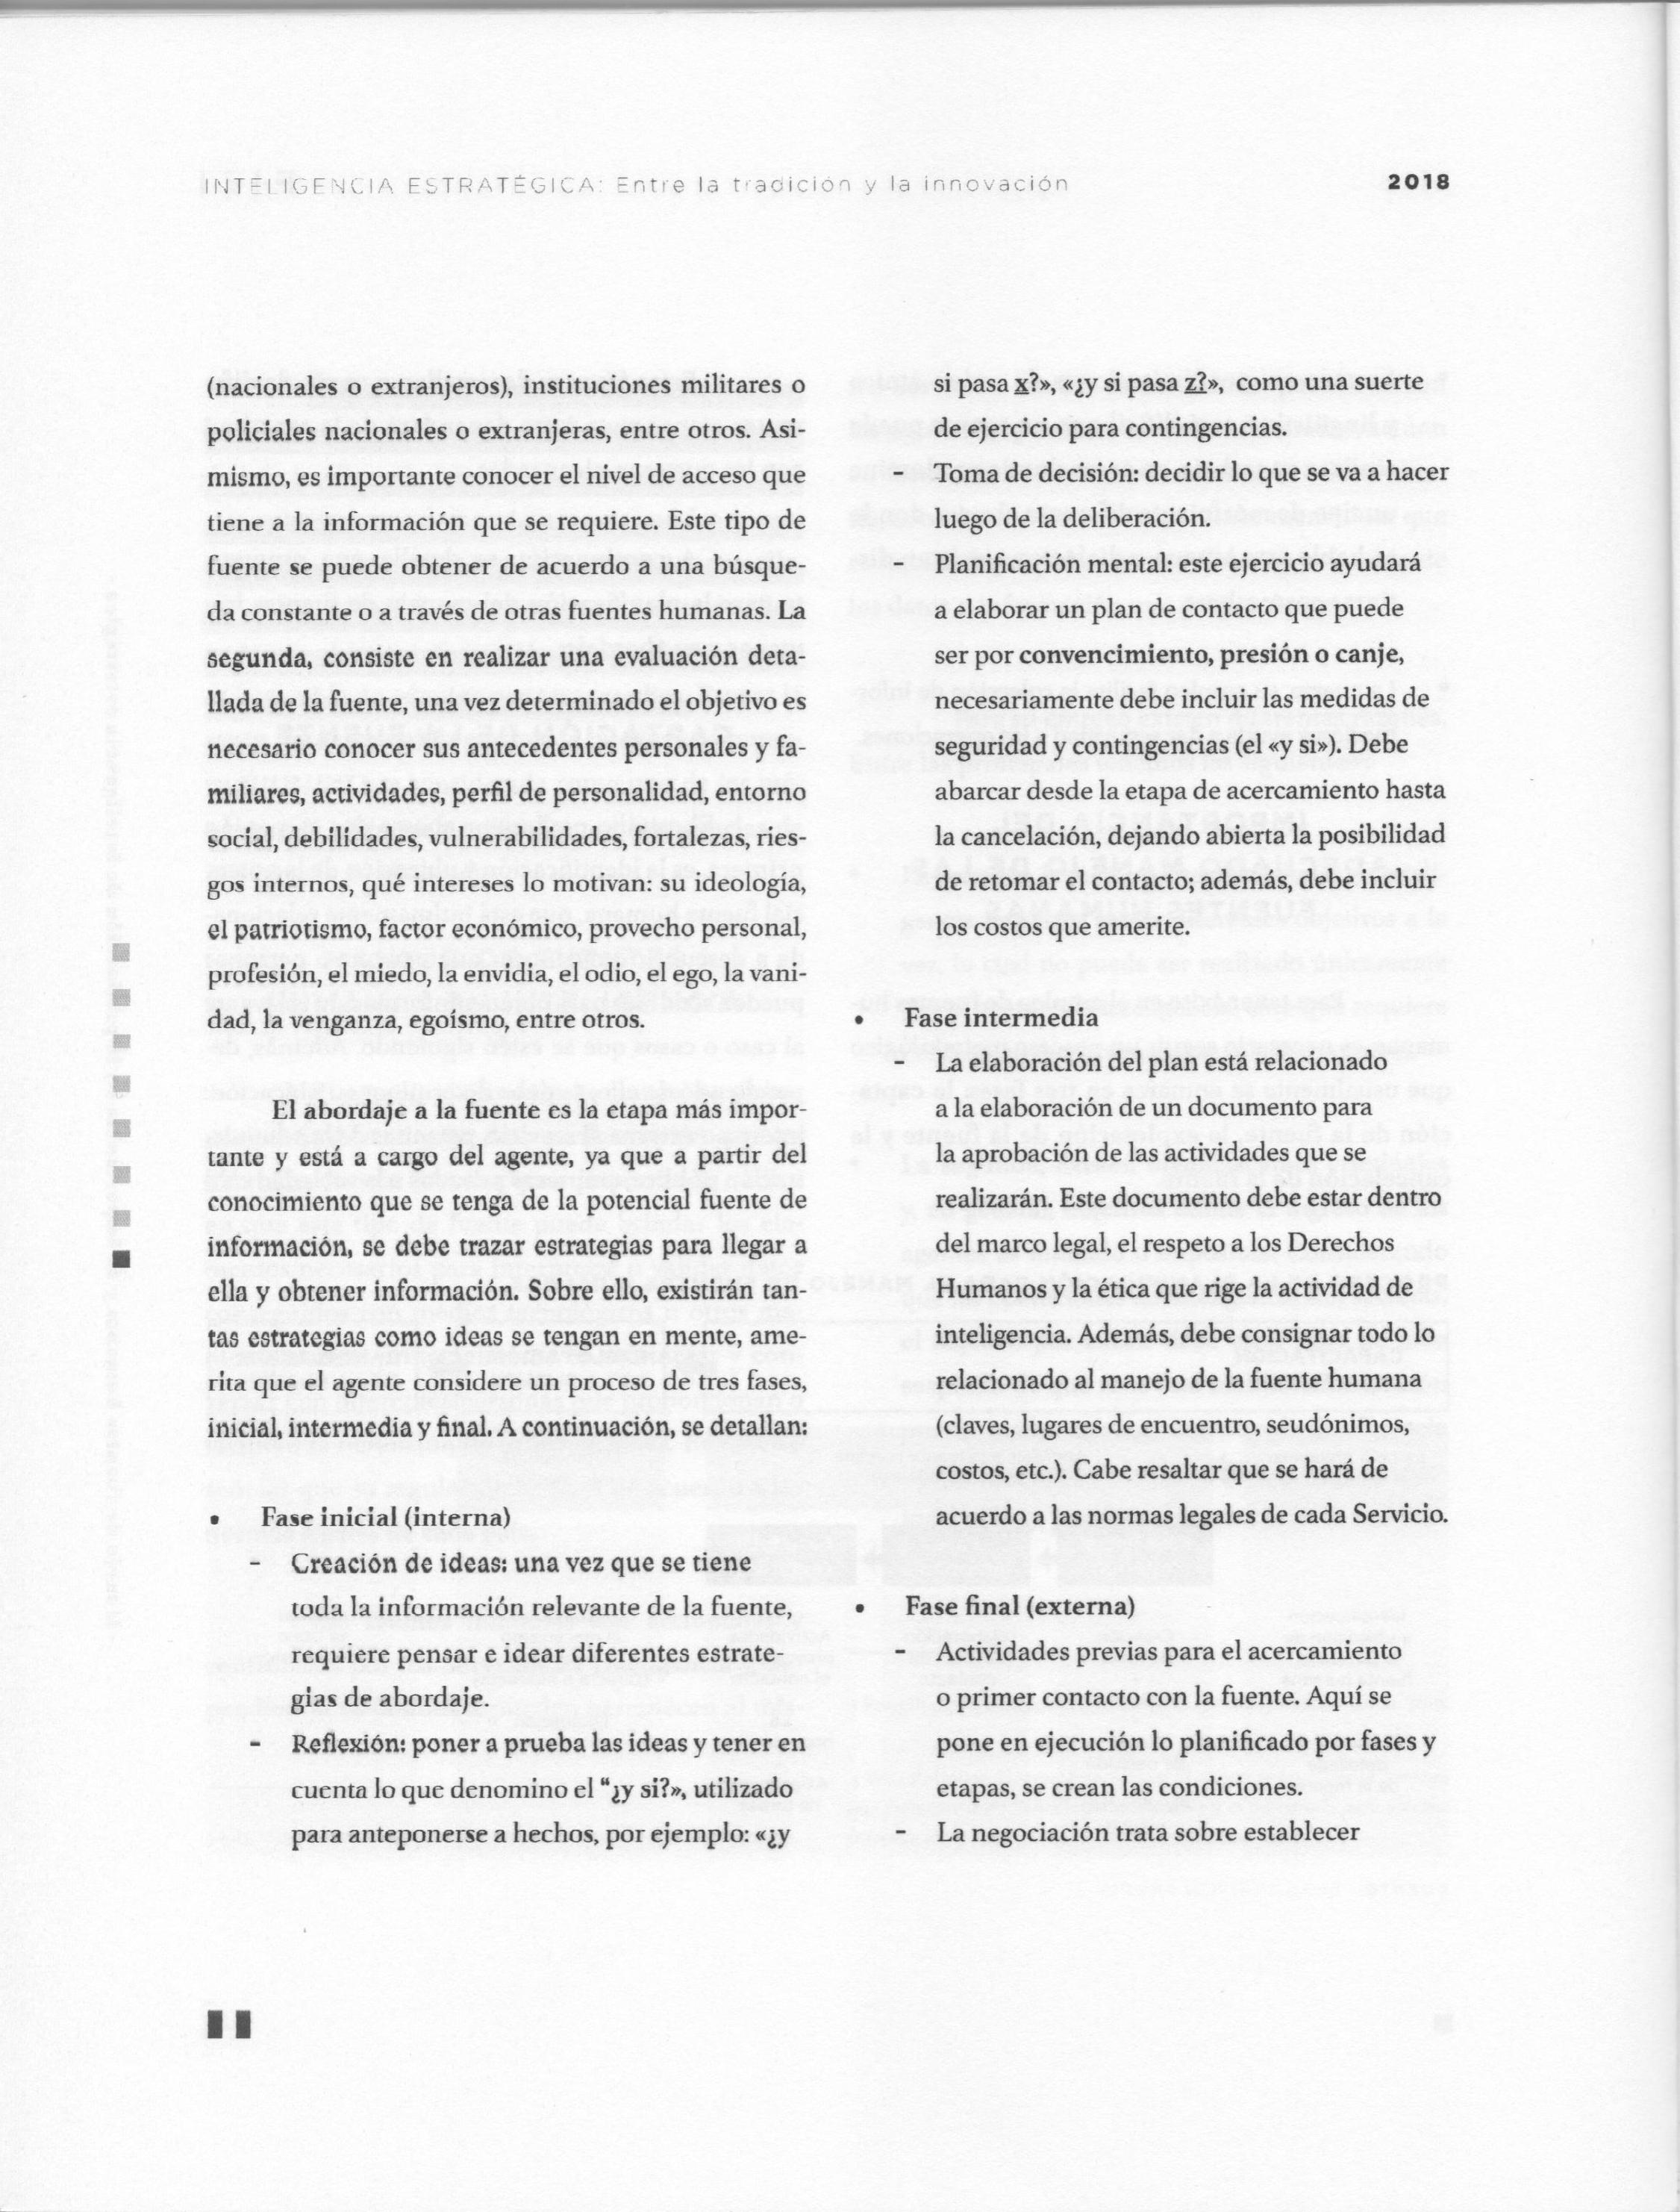 INTELIGENCIA ESTRATÉGICA: Entre la tradición y la innovación
2018
(nacionales o extranjeros), instituciones militares o
policiales nacionales o extranjeras, entre otros. Asi-
mismo, es importante conocer el nivel de acceso que
tiene a la información que se requiere. Este tipo de
fuente se puede obtener de acuerdo a una búsque-
da constante o a través de otras fuentes humanas. La
segunda, consiste en realizar una evaluación deta-
llada de la fuente, una vez determinado el objetivo es
necesario conocer sus antecedentes personales y fa-
miliares, actividades, perfil de personalidad, entorno
social, debilidades, vulnerabilidades, fortalezas, ries-
gos internos, qué intereses lo motivan: su ideología,
el patriotismo, factor económico, provecho personal,
profesión, el miedo, la envidia, el odio, el ego, la vani-
dad, la venganza, egoísmo, entre otros.
El abordaje a la fuente es la etapa más impor-
tante y está a cargo del agente, ya que a partir del
conocimiento que se tenga de la potencial fuente de
información, se debe trazar estrategias para llegar a
ella y obtener información. Sobre ello, existirán tan-
tas estrategias como ideas se tengan en mente, ame-
rita que el agente considere un proceso de tres fases,
inicial, intermedia y final. A continuación, se detallan:
• Fase inicial (interna)
- Creación de ideas: una vez que se tiene
toda la información relevante de la fuente,
requiere pensar e idear diferentes estrate-
gias de abordaje.
- Reflexión: poner a prueba las ideas y tener en
cuenta lo que denomino el “¿y si?», utilizado
para anteponerse a hechos, por ejemplo: «¿y
si pasa x?», «¿y si pasa z?», como una suerte
de ejercicio para contingencias.
- Toma de decisión: decidir lo que se va a hacer
luego de la deliberación.
- Planificación mental: este ejercicio ayudará
a elaborar un plan de contacto que puede
ser por convencimiento, presión o canje,
necesariamente debe incluir las medidas de
seguridad y contingencias (el «y si»). Debe
abarcar desde la etapa de acercamiento hasta
la cancelación, dejando abierta la posibilidad
de retomar el contacto; además, debe incluir
los costos que amerite.
• Fase intermedia
- La elaboración del plan está relacionado
a la elaboración de un documento para
la aprobación de las actividades que se
realizarán. Este documento debe estar dentro
del marco legal, el respeto a los Derechos
Humanos y la ética que rige la actividad de
inteligencia. Además, debe consignar todo lo
relacionado al manejo de la fuente humana
(claves, lugares de encuentro, seudónimos,
costos, etc.). Cabe resaltar que se hará de
acuerdo a las normas legales de cada Servicio.
• Fase final (externa)
- Actividades previas para el acercamiento
o primer contacto con la fuente. Aquí se
pone en ejecución lo planificado por fases y
etapas, se crean las condiciones.
- La negociación trata sobre establecer